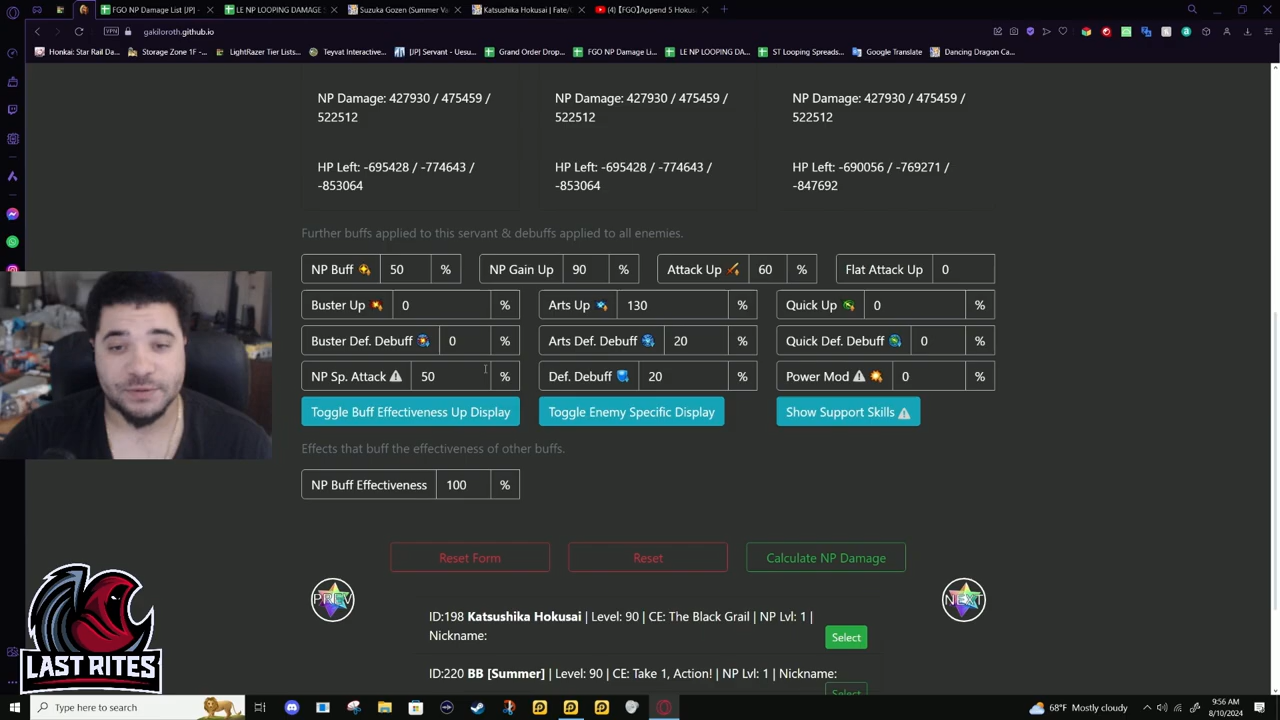 FGO NP Damage List [JP] -
LE NP LOOPING DAMAGE
Suzuka Gozen (Summer Va
Katsushika Hokusai | Fate/G
(4) 【FGO】Append 5 Hokus
VPN
gakiloroth.github.io
Honkai: Star Rail Da...
Storage Zone 1F -...
LightRazer Tier Lists...
Teyvat Interactive...
[JP] Servant - Uesu...
Grand Order Drop...
FGO NP Damage Li...
LE NP LOOPING DA...
ST Looping Spreads...
Google Translate
Dancing Dragon Ca...
NP Damage: 427930 / 475459 /
522512
NP Damage: 427930 / 475459 /
522512
NP Damage: 427930 / 475459 /
522512
HP Left: -695428 / -774643 /
-853064
HP Left: -695428 / -774643 /
-853064
HP Left: -690056 / -769271 /
-847692
Further buffs applied to this servant & debuffs applied to all enemies.
NP Buff 50 %
NP Gain Up 90 %
Attack Up 60 %
Flat Attack Up 0
Buster Up 0 %
Arts Up 130 %
Quick Up 0 %
Buster Def. Debuff 0 %
Arts Def. Debuff 20 %
Quick Def. Debuff 0 %
NP Sp. Attack 50 %
Def. Debuff 20 %
Power Mod 0 %
Toggle Buff Effectiveness Up Display
Toggle Enemy Specific Display
Show Support Skills
Effects that buff the effectiveness of other buffs.
NP Buff Effectiveness 100 %
Reset Form
Reset
Calculate NP Damage
PREV
NEXT
ID:198 Katsushika Hokusai | Level: 90 | CE: The Black Grail | NP Lvl: 1 |
Nickname:
Select
ID:220 BB [Summer] | Level: 90 | CE: Take 1, Action! | NP Lvl: 1 | Nickname:
Select
LAST RITES
Type here to search
68°F Mostly cloudy
9:56 AM
8/10/2024